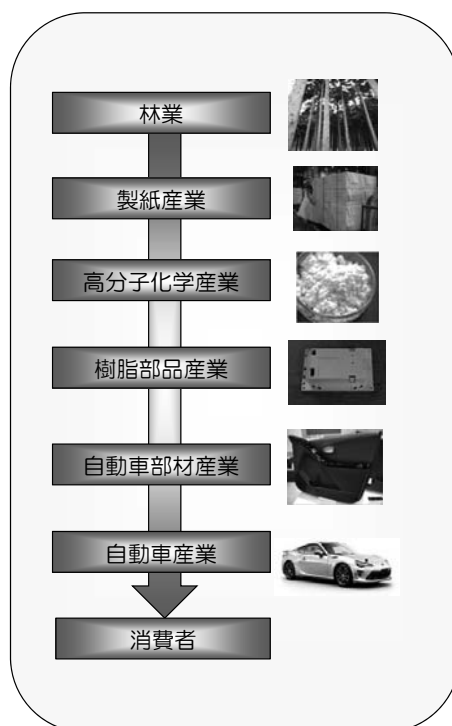 林業
製紙産業
高分子化学産業
樹脂部品産業
自動車部材産業
自動車産業
消費者